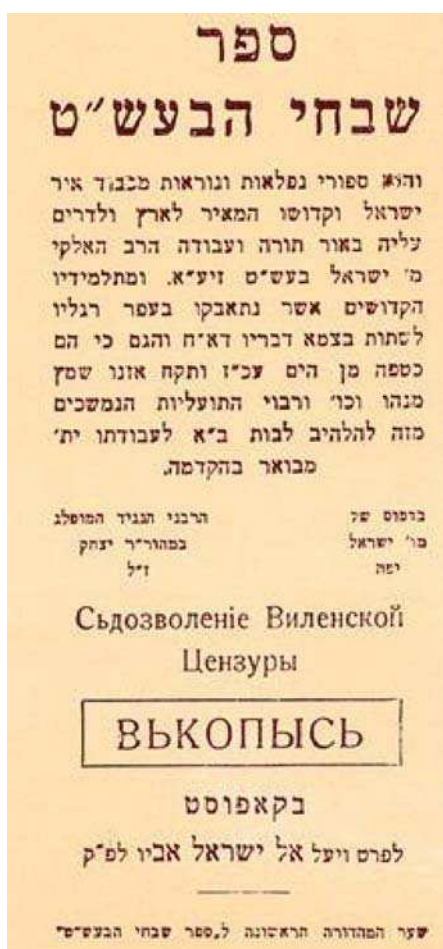 ספר
שבחי הבעש״ט
והוא ספורי נפלאות ונוראות מכבוד איר
ישראל וקדושו המאיר לארץ ולדרים
עליה באור תורה ועבודה הרב האלקי
מ׳ ישראל בעש״ט זיע״א. ומתלמידיו
הקדושים אשר נתאבקו בעפר רגליו
לשתות בצמא דבריו דא״ח והגם כי הם
כטפה מן הים עכ״ז ותקח אזנו שמץ
מנהו וכו׳ ורבוי התועליות הנמשכים
מזה להלהיב לבות ב״א לעבודתו ית׳
מבואר בהקדמה.
בדפוס של הרבני הנגיד המופלג
מו׳ ישראל במהור״ר יצחק
יפה ז״ל
Сьдозволеніе Виленской
Цензуры
ВЬКОПЫСЬ
בקאפוסט
לפרט ויעל אל ישראל אביו לפ״ק
שער המהדורה הראשונה ל„ספר שבחי הבעש״ט״